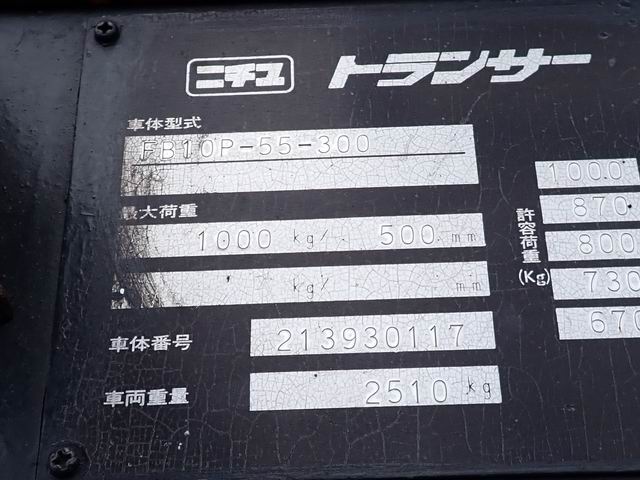 ニチユ トランサー
車体型式
FB10P-55-300
最大荷重
1000 kg/ 500 mm
kg/ mm
車体番号 213930117
車両重量 2510 kg
許容荷重(Kg)
1000
870
800
730
670